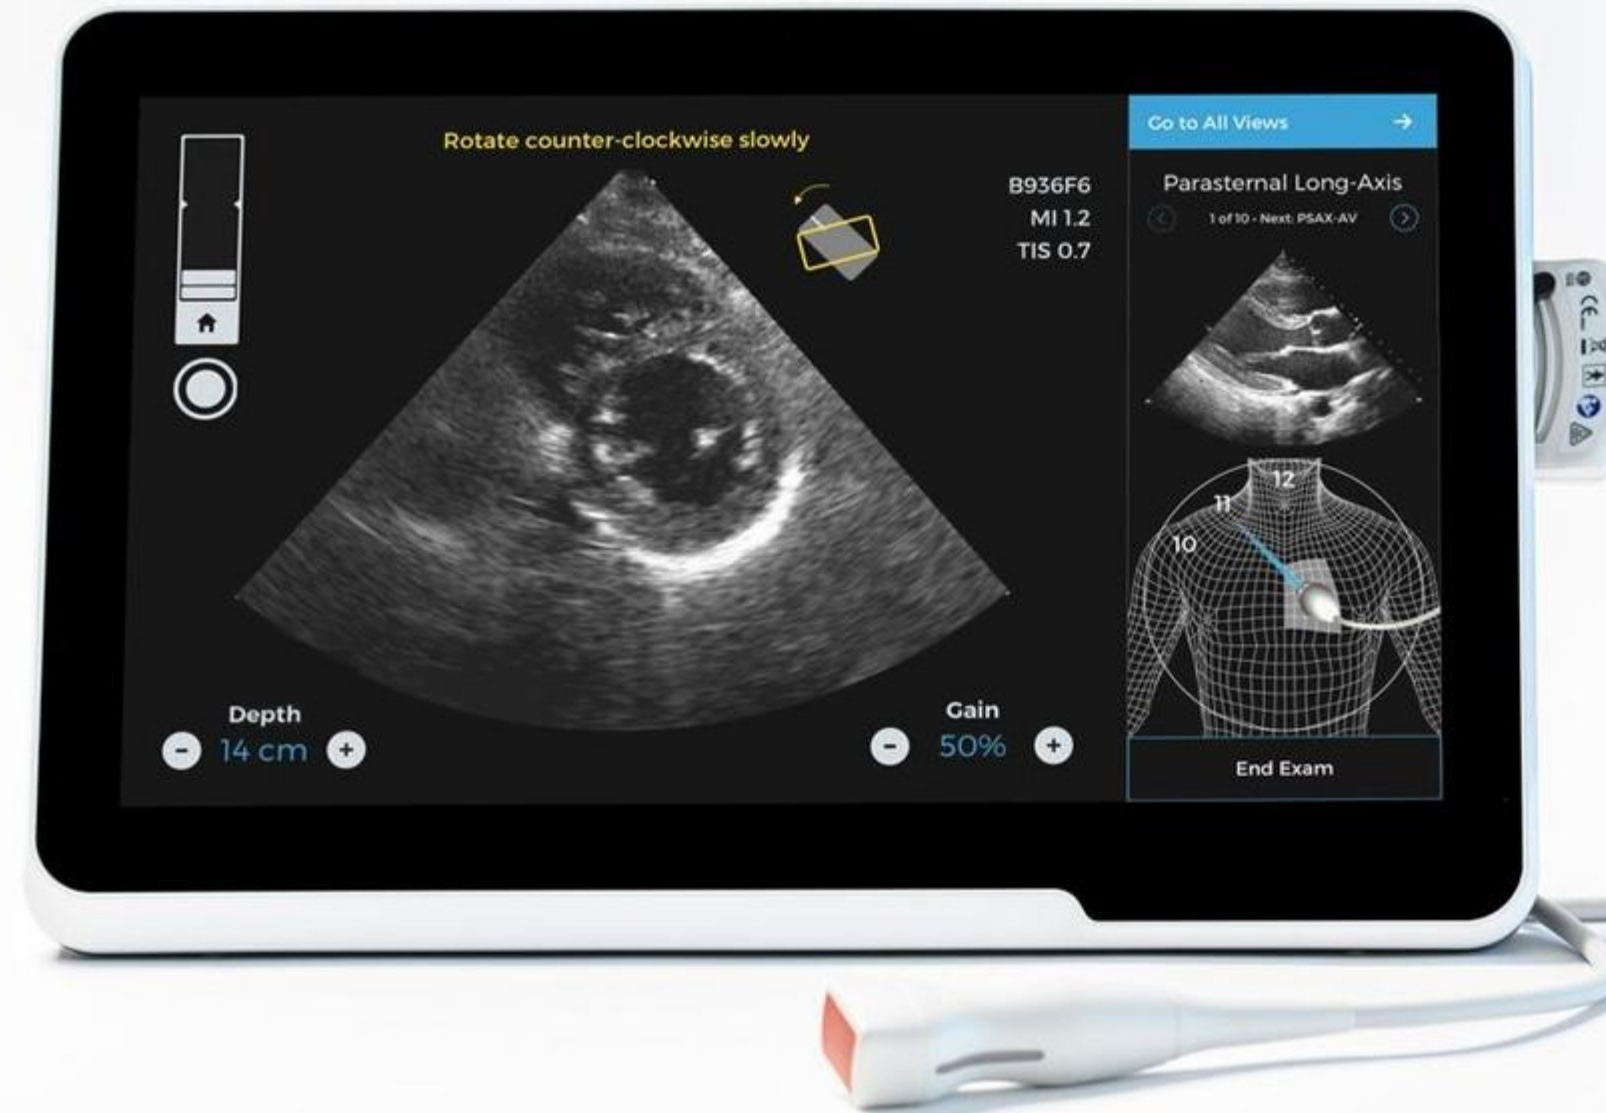 Rotate counter-clockwise slowly
B936F6
MI 1.2
TIS 0.7
Depth
- 14 cm +
Gain
- 50% +
Go to All Views →
Parasternal Long-Axis
1 of 10 - Next: PSAX-AV
12
11
10
End Exam
CE